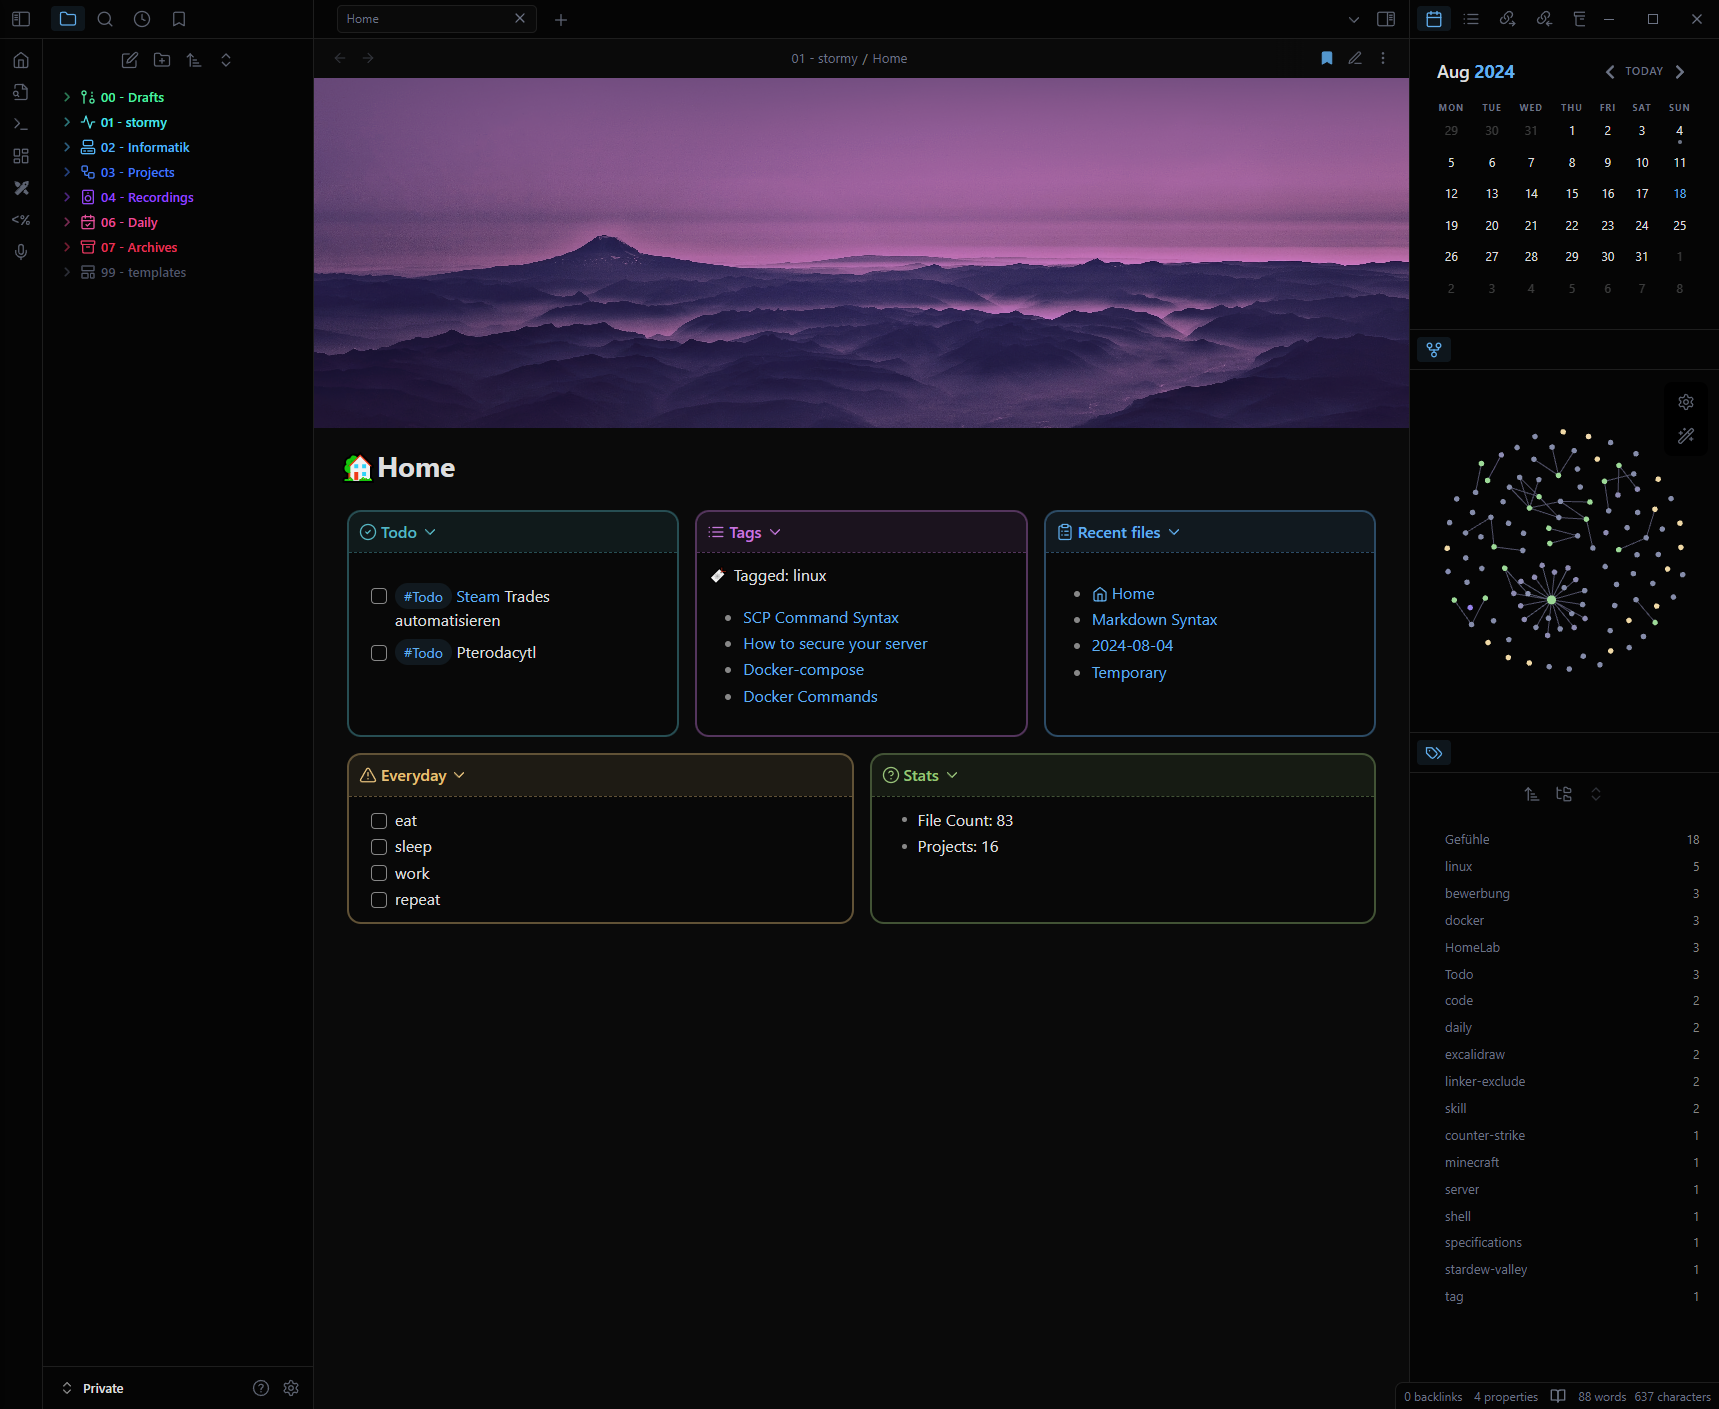 Home
01 - stormy / Home
00 - Drafts
01 - stormy
02 - Informatik
03 - Projects
04 - Recordings
06 - Daily
07 - Archives
99 - templates
<%
Private
Home
Todo
#Todo Steam Trades
automatisieren
#Todo Pterodacytl
Tags
Tagged: linux
SCP Command Syntax
How to secure your server
Docker-compose
Docker Commands
Recent files
Home
Markdown Syntax
2024-08-04
Temporary
Everyday
eat
sleep
work
repeat
Stats
File Count: 83
Projects: 16
Aug 2024
TODAY
MON TUE WED THU FRI SAT SUN
29 30 31 1 2 3 4
5 6 7 8 9 10 11
12 13 14 15 16 17 18
19 20 21 22 23 24 25
26 27 28 29 30 31 1
2 3 4 5 6 7 8
Gefühle 18
linux 5
bewerbung 3
docker 3
HomeLab 3
Todo 3
code 2
daily 2
excalidraw 2
linker-exclude 2
skill 2
counter-strike 1
minecraft 1
server 1
shell 1
specifications 1
stardew-valley 1
tag 1
0 backlinks 4 properties 88 words 637 characters